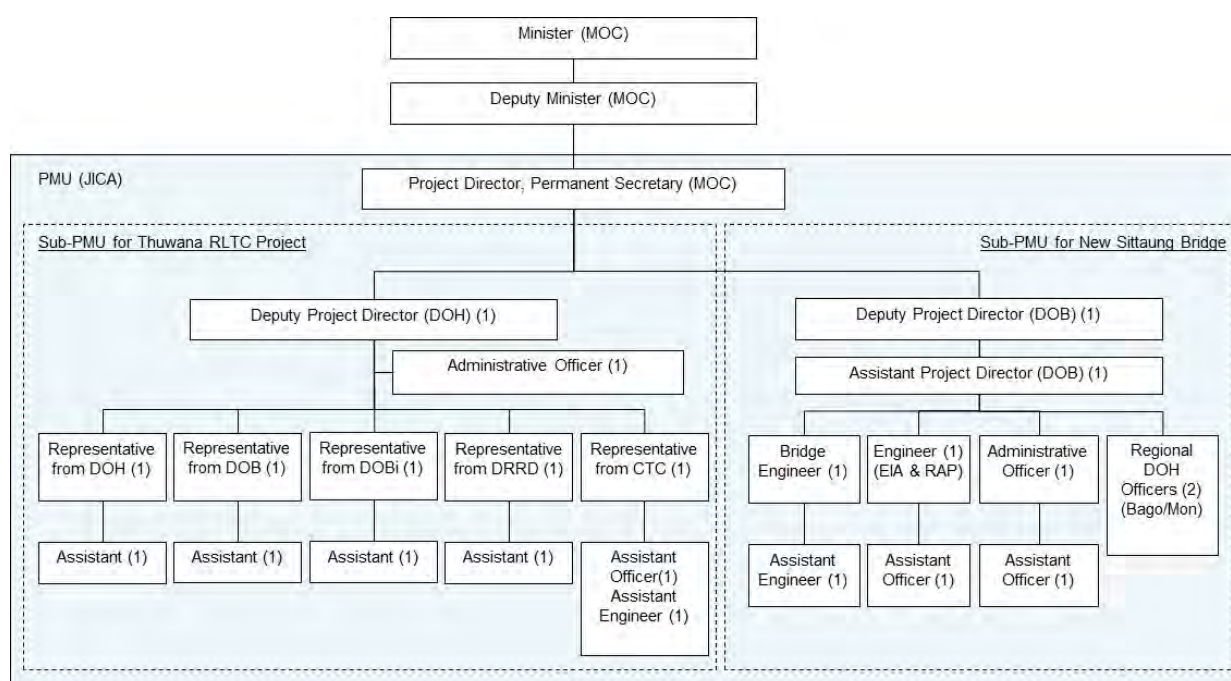 Minister (MOC)
Deputy Minister (MOC)
PMU (JICA)
Project Director, Permanent Secretary (MOC)
Sub-PMU for Thuwana RLTC Project
Sub-PMU for New Sittaung Bridge
Deputy Project Director (DOH) (1)
Administrative Officer (1)
Representative
from DOH (1)
Representative
from DOB (1)
Representative
from DOBi (1)
Representative
from DRRD (1)
Representative
from CTC (1)
Assistant (1)
Assistant (1)
Assistant (1)
Assistant (1)
Assistant
Officer(1)
Assistant
Engineer (1)
Deputy Project Director (DOB) (1)
Assistant Project Director (DOB) (1)
Bridge
Engineer (1)
Engineer (1)
(EIA & RAP)
Administrative
Officer (1)
Regional
DOH
Officers (2)
(Bago/Mon)
Assistant
Engineer (1)
Assistant
Officer (1)
Assistant
Officer (1)